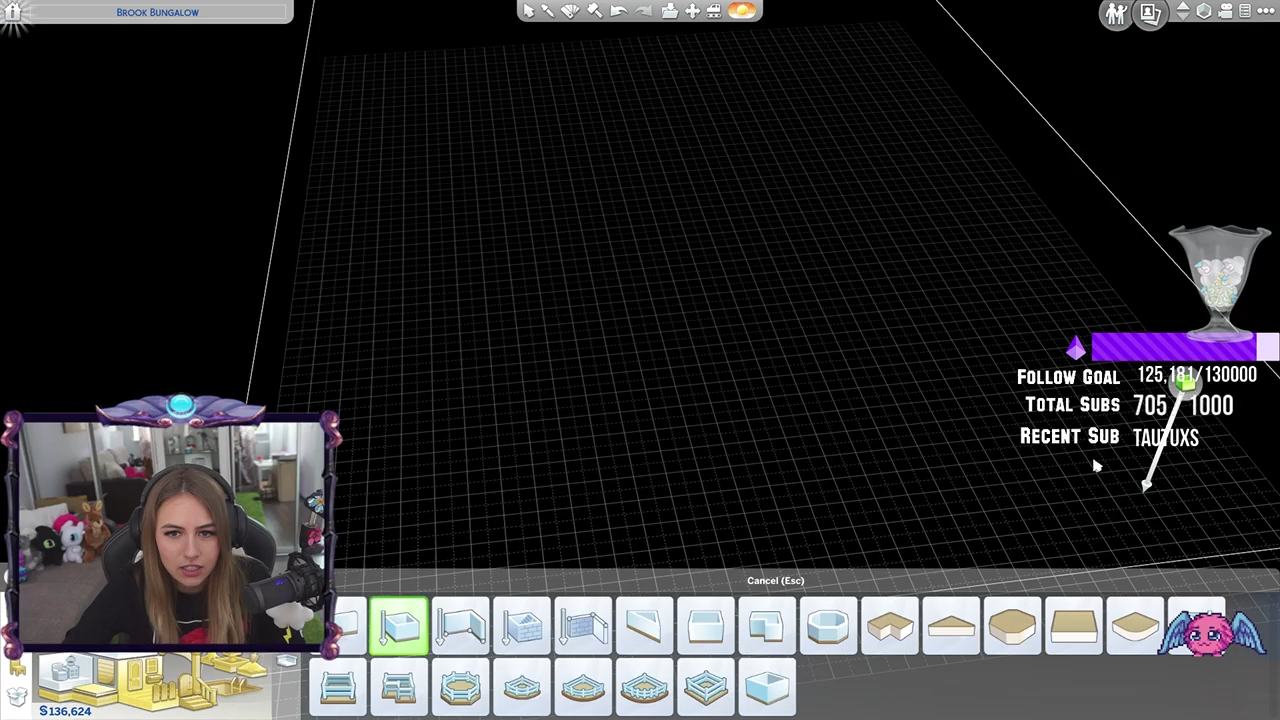 BROOK BUNGALOW
FOLLOW GOAL 125,181/130000
TOTAL SUBS 705 1000
RECENT SUB TAUTUXS
Cancel (Esc)
$136,624